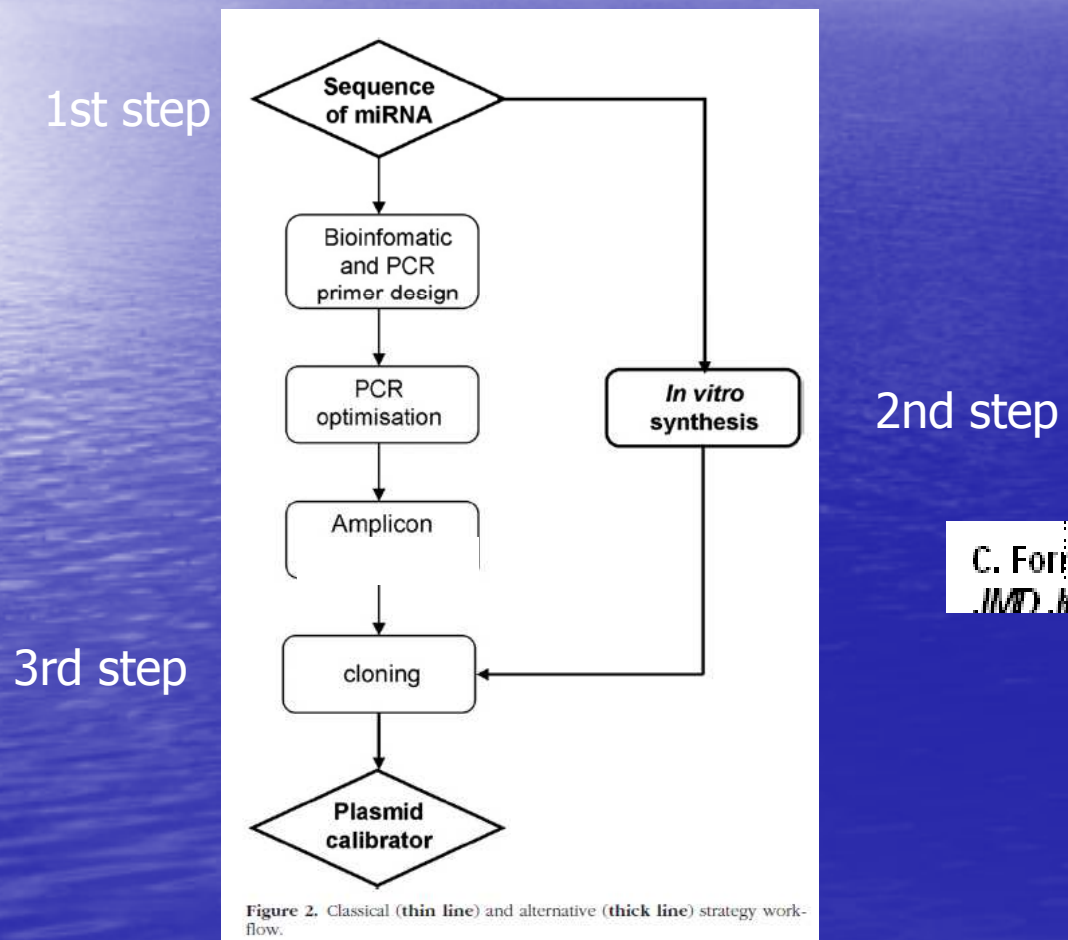 1st step
Sequence
of miRNA
Bioinfomatic
and PCR
primer design
PCR
optimisation
In vitro
synthesis
2nd step
Amplicon
C.
3rd step
cloning
Plasmid
calibrator
Figure 2. Classical (thin line) and alternative (thick line) strategy work-
flow.